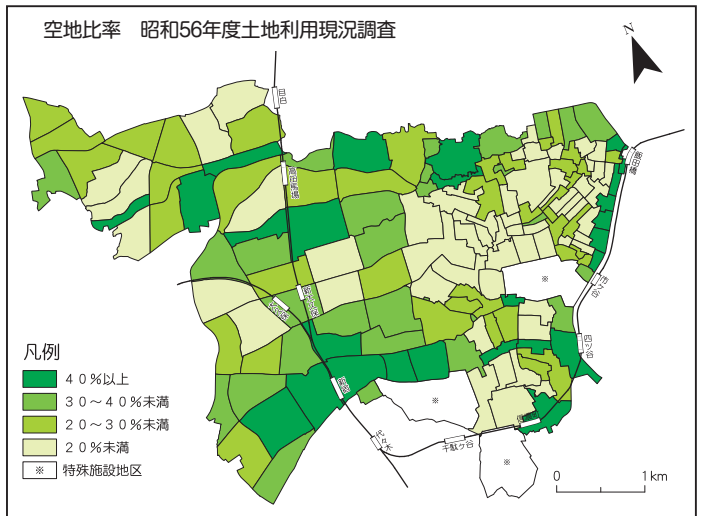 空地比率 昭和56年度土地利用現況調査
N
目白
高田馬場
飯田橋
新大久保
大久保
市ヶ谷
四ツ谷
新宿
代々木
千駄ヶ谷
信濃町
※
※
※
凡例
40%以上
30～40%未満
20～30%未満
20%未満
※ 特殊施設地区
0 1km